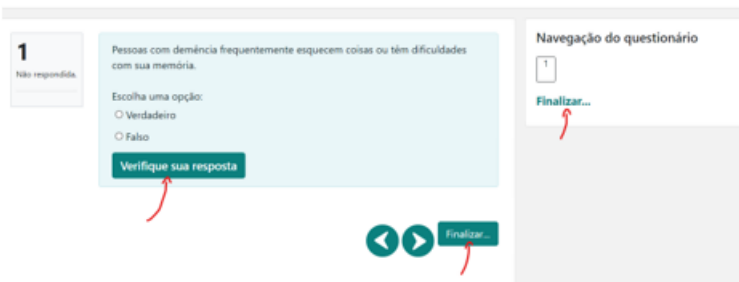 1
Não respondida.
Pessoas com demência frequentemente esquecem coisas ou têm dificuldades
com sua memória.
Escolha uma opção:
Verdadeiro
Falso
Verifique sua resposta
Finalizar...
Navegação do questionário
1
Finalizar...